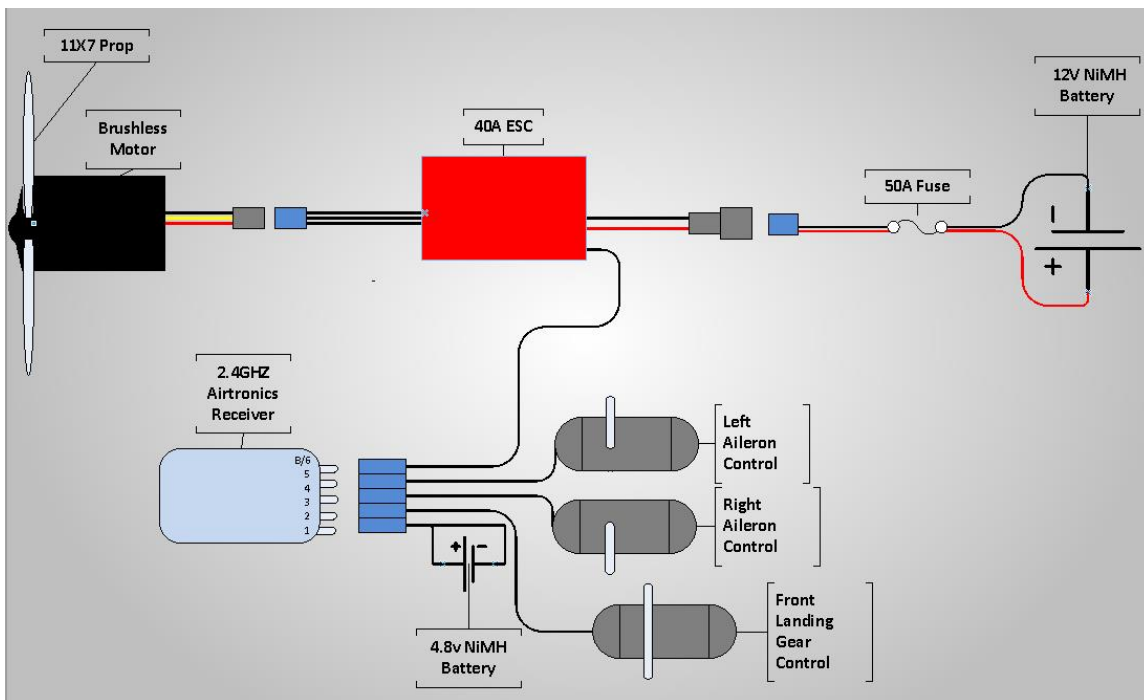 11X7 Prop
Brushless
Motor
40A ESC
50A Fuse
12V NiMH
Battery
-
+
2.4GHZ
Airtronics
Receiver
B/6
5
4
3
2
1
Left
Aileron
Control
Right
Aileron
Control
+ -
4.8v NiMH
Battery
Front
Landing
Gear
Control